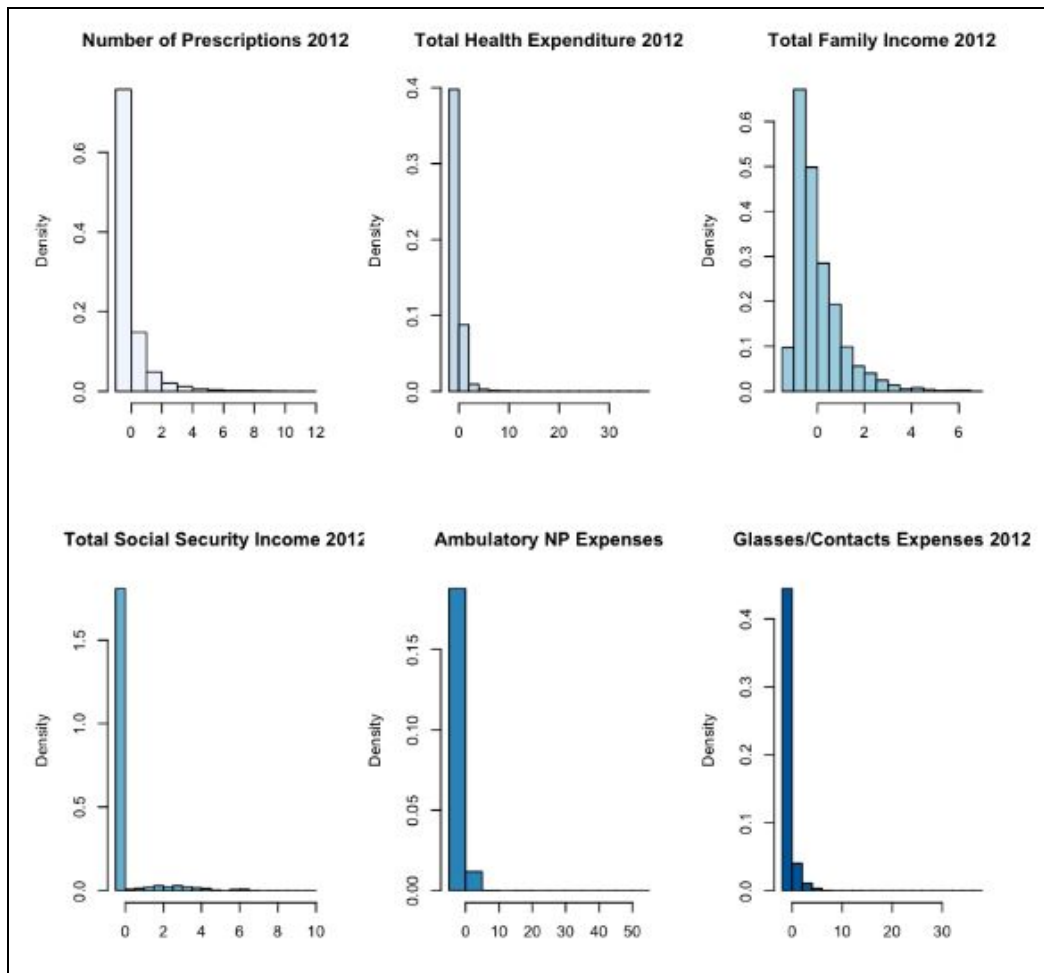 Number of Prescriptions 2012
Total Health Expenditure 2012
Total Family Income 2012
Density
0.0 0.2 0.4 0.6
0 2 4 6 8 10 12
Density
0.0 0.1 0.2 0.3 0.4
0 10 20 30
Density
0.0 0.1 0.2 0.3 0.4 0.5 0.6
0 2 4 6
Total Social Security Income 2012
Ambulatory NP Expenses
Glasses/Contacts Expenses 2012
Density
0.0 0.5 1.0 1.5
0 2 4 6 8 10
Density
0.00 0.05 0.10 0.15
0 10 20 30 40 50
Density
0.0 0.1 0.2 0.3 0.4
0 10 20 30